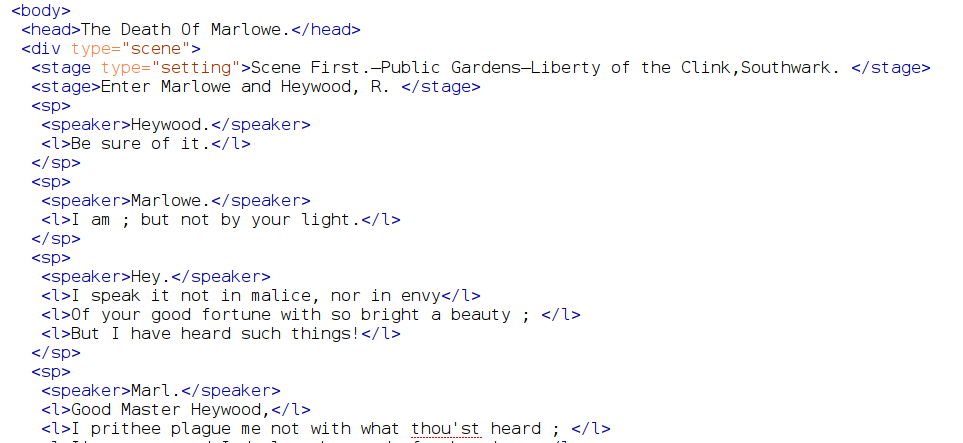 <body>
<head>The Death Of Marlowe.</head>
<div type="scene">
<stage type="setting">Scene First.—Public Gardens—Liberty of the Clink,Southwark. </stage>
<stage>Enter Marlowe and Heywood, R. </stage>
<sp>
<speaker>Heywood.</speaker>
<l>Be sure of it.</l>
</sp>
<sp>
<speaker>Marlowe.</speaker>
<l>I am ; but not by your light.</l>
</sp>
<sp>
<speaker>Hey.</speaker>
<l>I speak it not in malice, nor in envy</l>
<l>Of your good fortune with so bright a beauty ; </l>
<l>But I have heard such things!</l>
</sp>
<sp>
<speaker>Marl.</speaker>
<l>Good Master Heywood,</l>
<l>I prithee plague me not with what thou'st heard ; </l>